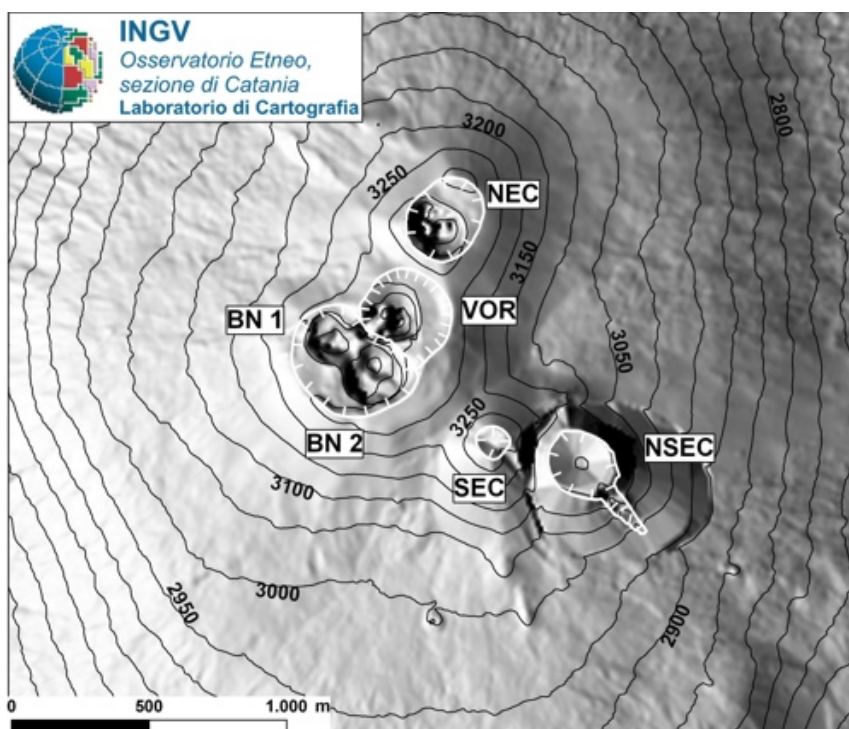 INGV
Osservatorio Etneo,
sezione di Catania
Laboratorio di Cartografia
2800
3200
3250
NEC
3150
BN 1
VOR
3050
3250
BN 2
NSEC
SEC
3100
3000
2950
2900
0 500 1.000 m